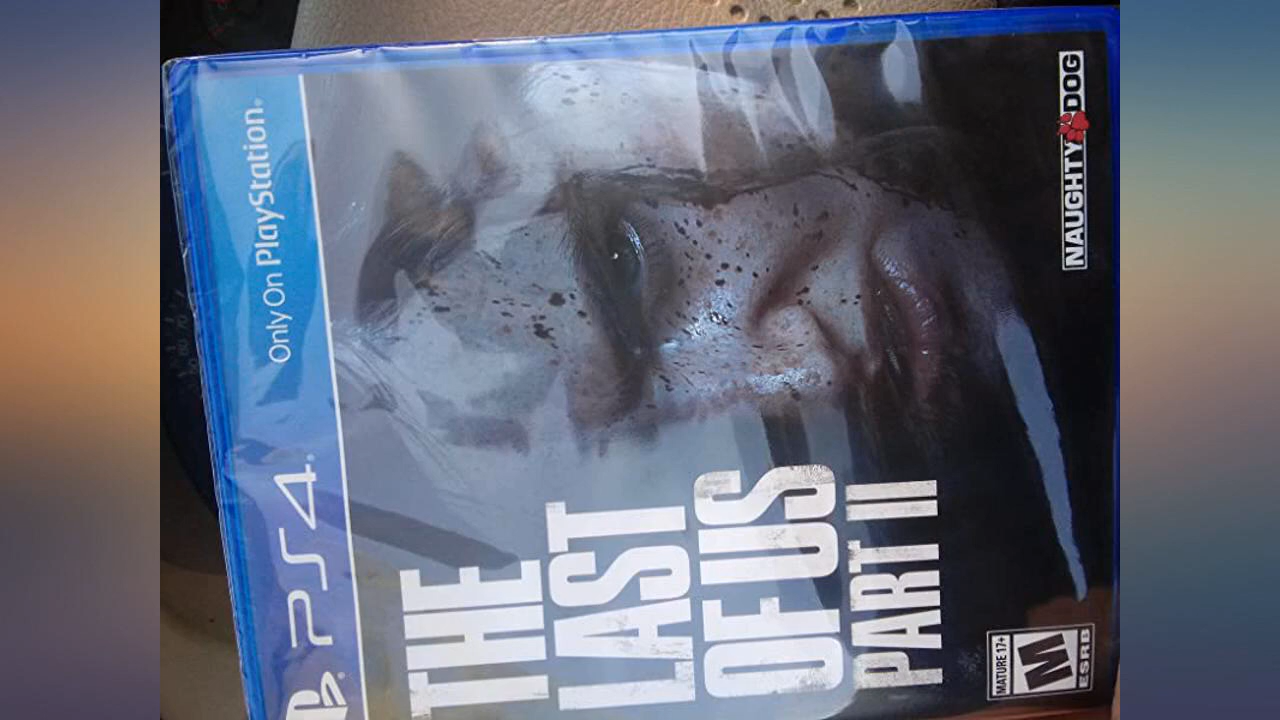 PS4 Only On PlayStation
THE
LAST
OF US
PART II
MATURE 17+
M
ESRB
NAUGHTY DOG